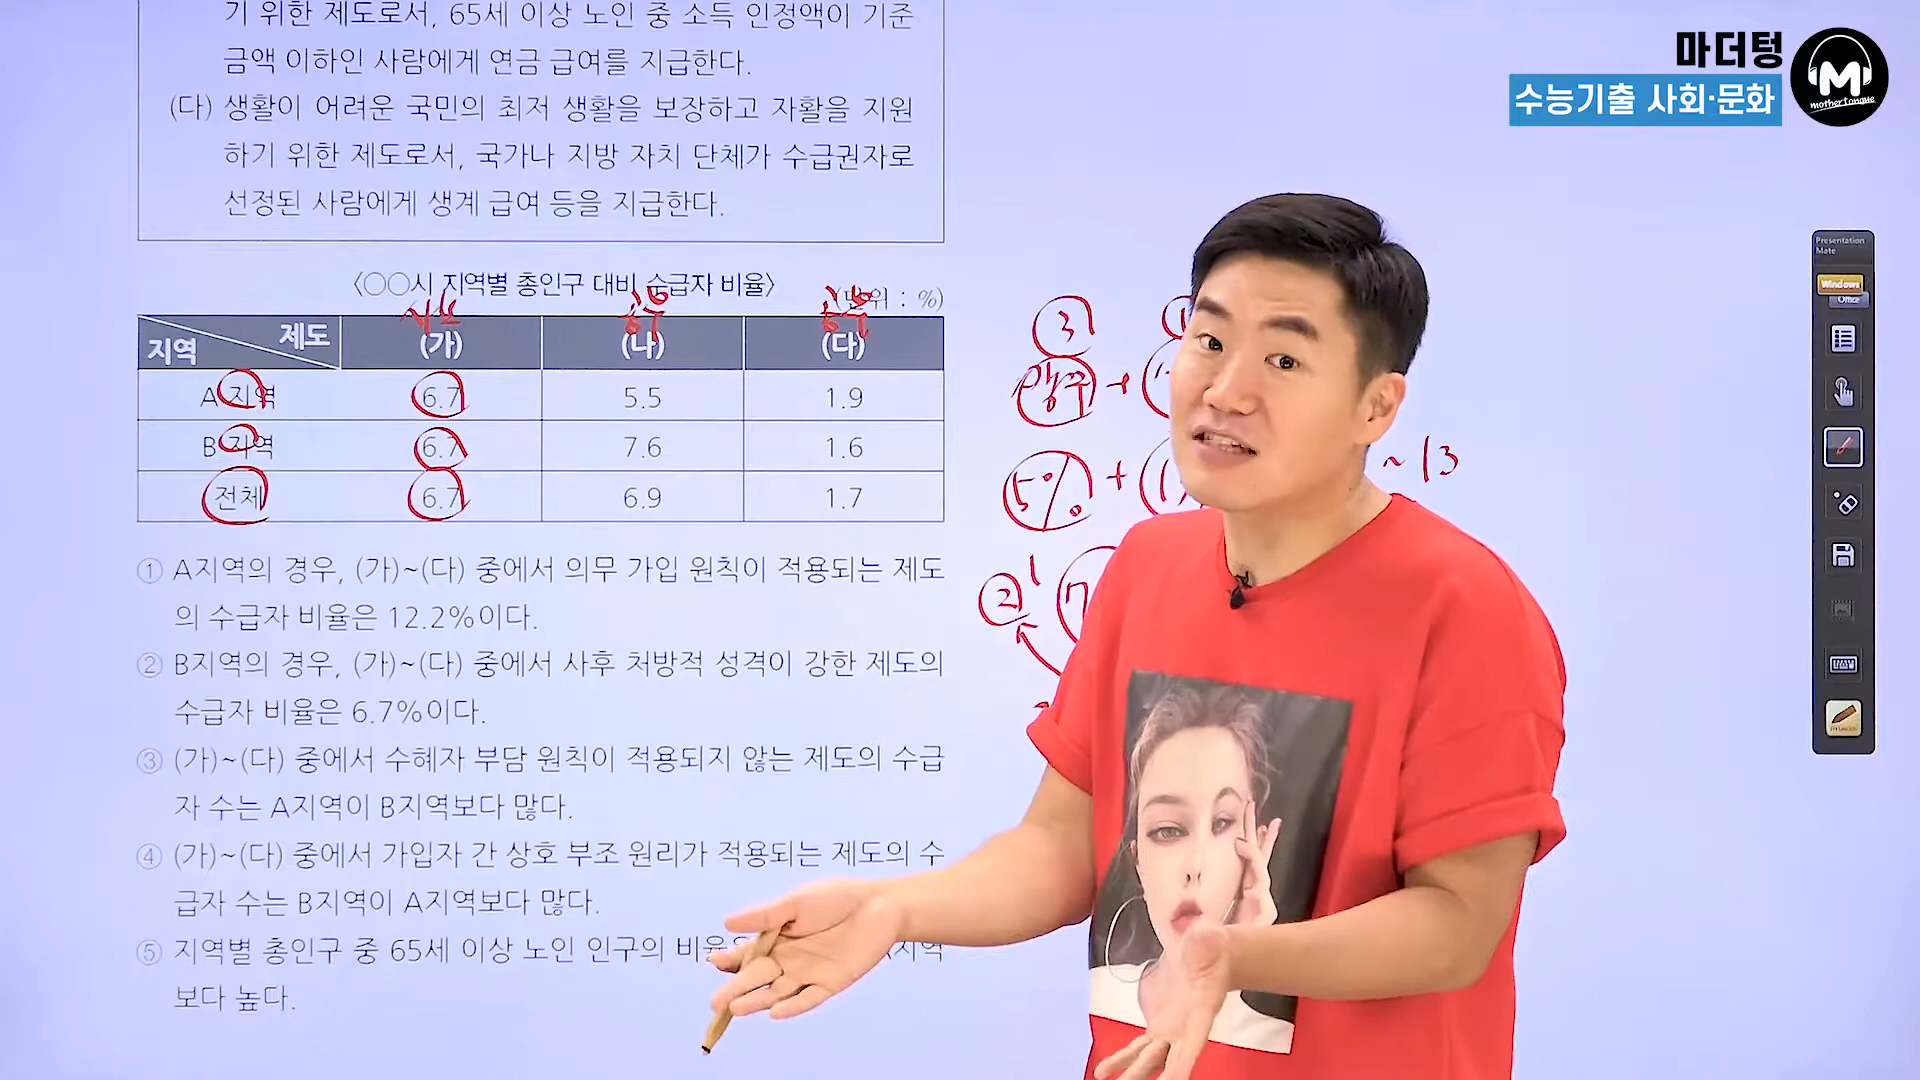 기 위한 제도로서, 65세 이상 노인 중 소득 인정액이 기준
금액 이하인 사람에게 연금 급여를 지급한다.
(다) 생활이 어려운 국민의 최저 생활을 보장하고 자활을 지원
하기 위한 제도로서, 국가나 지방 자치 단체가 수급권자로
선정된 사람에게 생계 급여 등을 지급한다.
마더텅
수능기출 사회·문화
M
mothertongue
〈○○시 지역별 총인구 대비 수급자 비율〉
(단위 : %)
지역 제도 (가) (나) (다)
A 지역 6.7 5.5 1.9
B 지역 6.7 7.6 1.6
전체 6.7 6.9 1.7
① A지역의 경우, (가)~(다) 중에서 의무 가입 원칙이 적용되는 제도
의 수급자 비율은 12.2%이다.
② B지역의 경우, (가)~(다) 중에서 사후 처방적 성격이 강한 제도의
수급자 비율은 6.7%이다.
③ (가)~(다) 중에서 수혜자 부담 원칙이 적용되지 않는 제도의 수급
자 수는 A지역이 B지역보다 많다.
④ (가)~(다) 중에서 가입자 간 상호 부조 원리가 적용되는 제도의 수
급자 수는 B지역이 A지역보다 많다.
⑤ 지역별 총인구 중 65세 이상 노인 인구의 비율은 지역
보다 높다.
3
5% + ~ 13
2
Presentation
Mate
Windows
Office